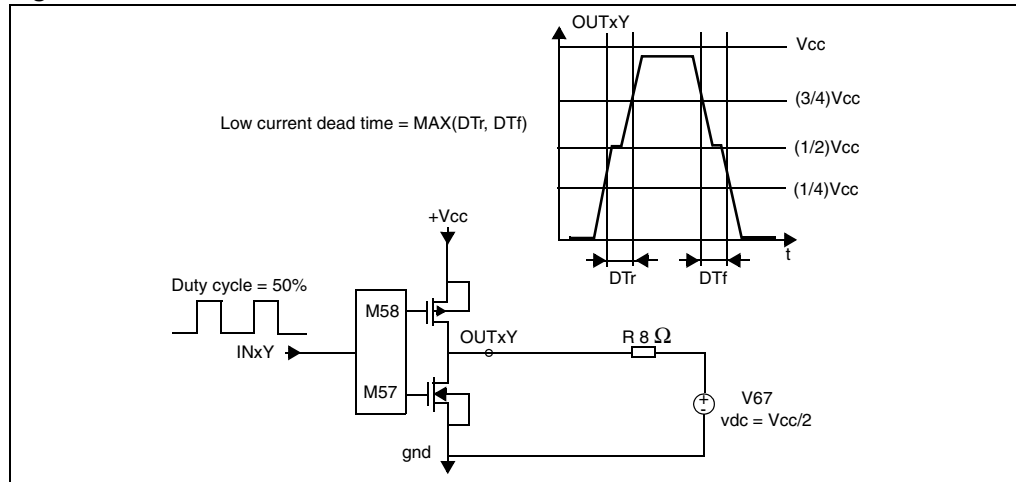 OUTxY
Vcc
(3/4)Vcc
Low current dead time = MAX(DTr, DTf)
(1/2)Vcc
(1/4)Vcc
+Vcc
t
DTr
DTf
Duty cycle = 50%
M58
OUTxY
R 8 Ω
INxY
M57
V67
vdc = Vcc/2
gnd